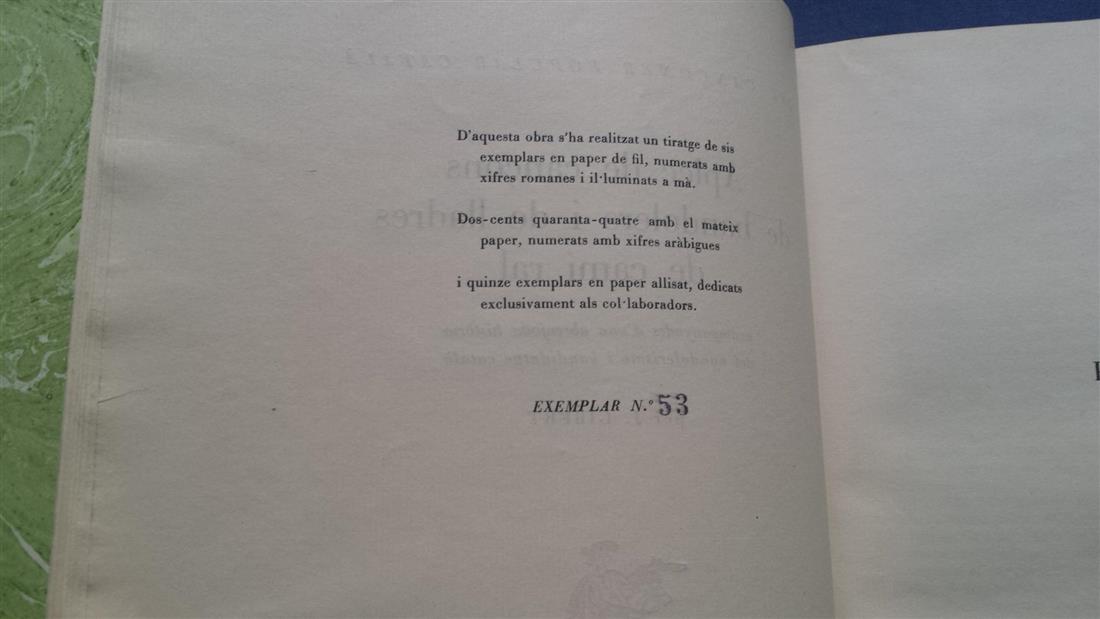 D'aquesta obra s'ha realitzat un tiratge de sis
exemplars en paper de fil, numerats amb
xifres romanes i il·luminats a mà.
Dos-cents quaranta-quatre amb el mateix
paper, numerats amb xifres aràbigues
i quinze exemplars en paper allisat, dedicats
exclusivament als col·laboradors.
EXEMPLAR N.º 53